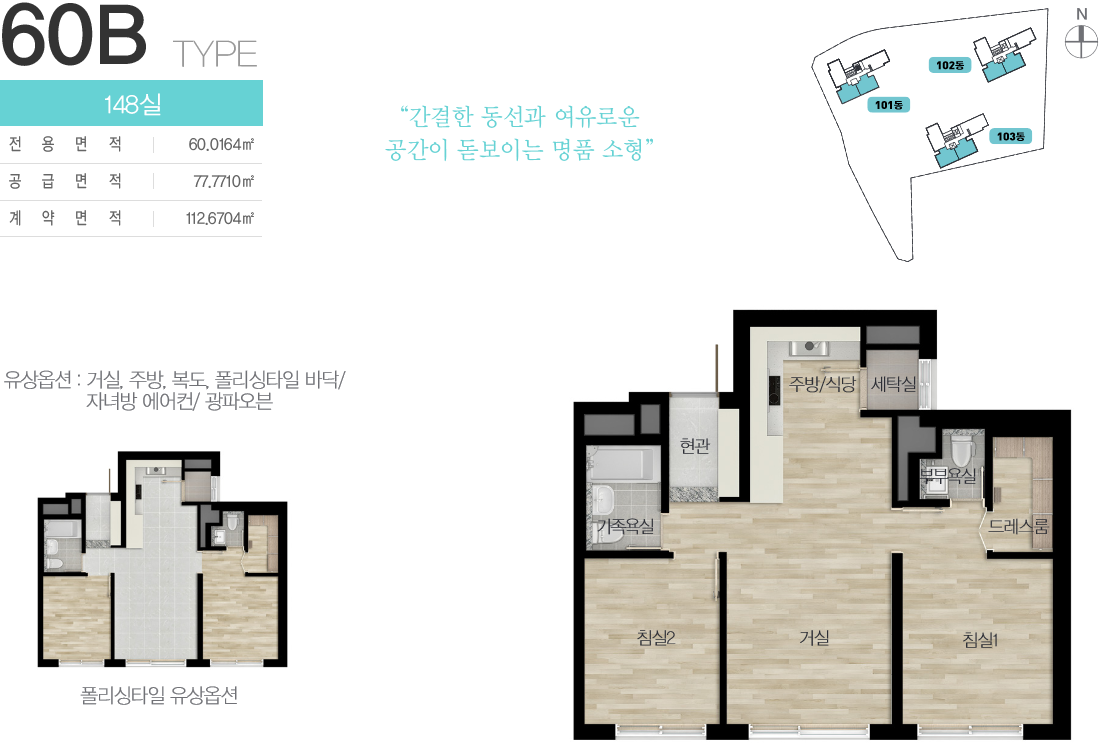 60B TYPE
148실
전 용 면 적 60.0164㎡
공 급 면 적 77.7710㎡
계 약 면 적 112.6704㎡
“간결한 동선과 여유로운
공간이 돋보이는 명품 소형”
N
102동
101동
103동
유상옵션 : 거실, 주방, 복도, 폴리싱타일 바닥/
자녀방 에어컨/ 광파오븐
폴리싱타일 유상옵션
주방/식당
세탁실
현관
부부욕실
가족욕실
드레스룸
침실2
거실
침실1